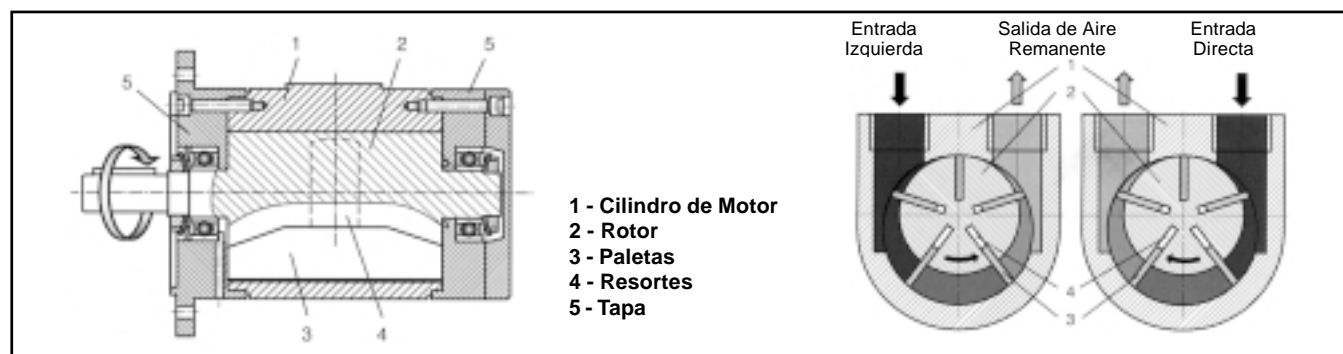 1
2
5
5
3
4
1 - Cilindro de Motor
2 - Rotor
3 - Paletas
4 - Resortes
5 - Tapa
Entrada
Izquierda
Salida de Aire
Remanente
Entrada
Directa
1
2
4
3